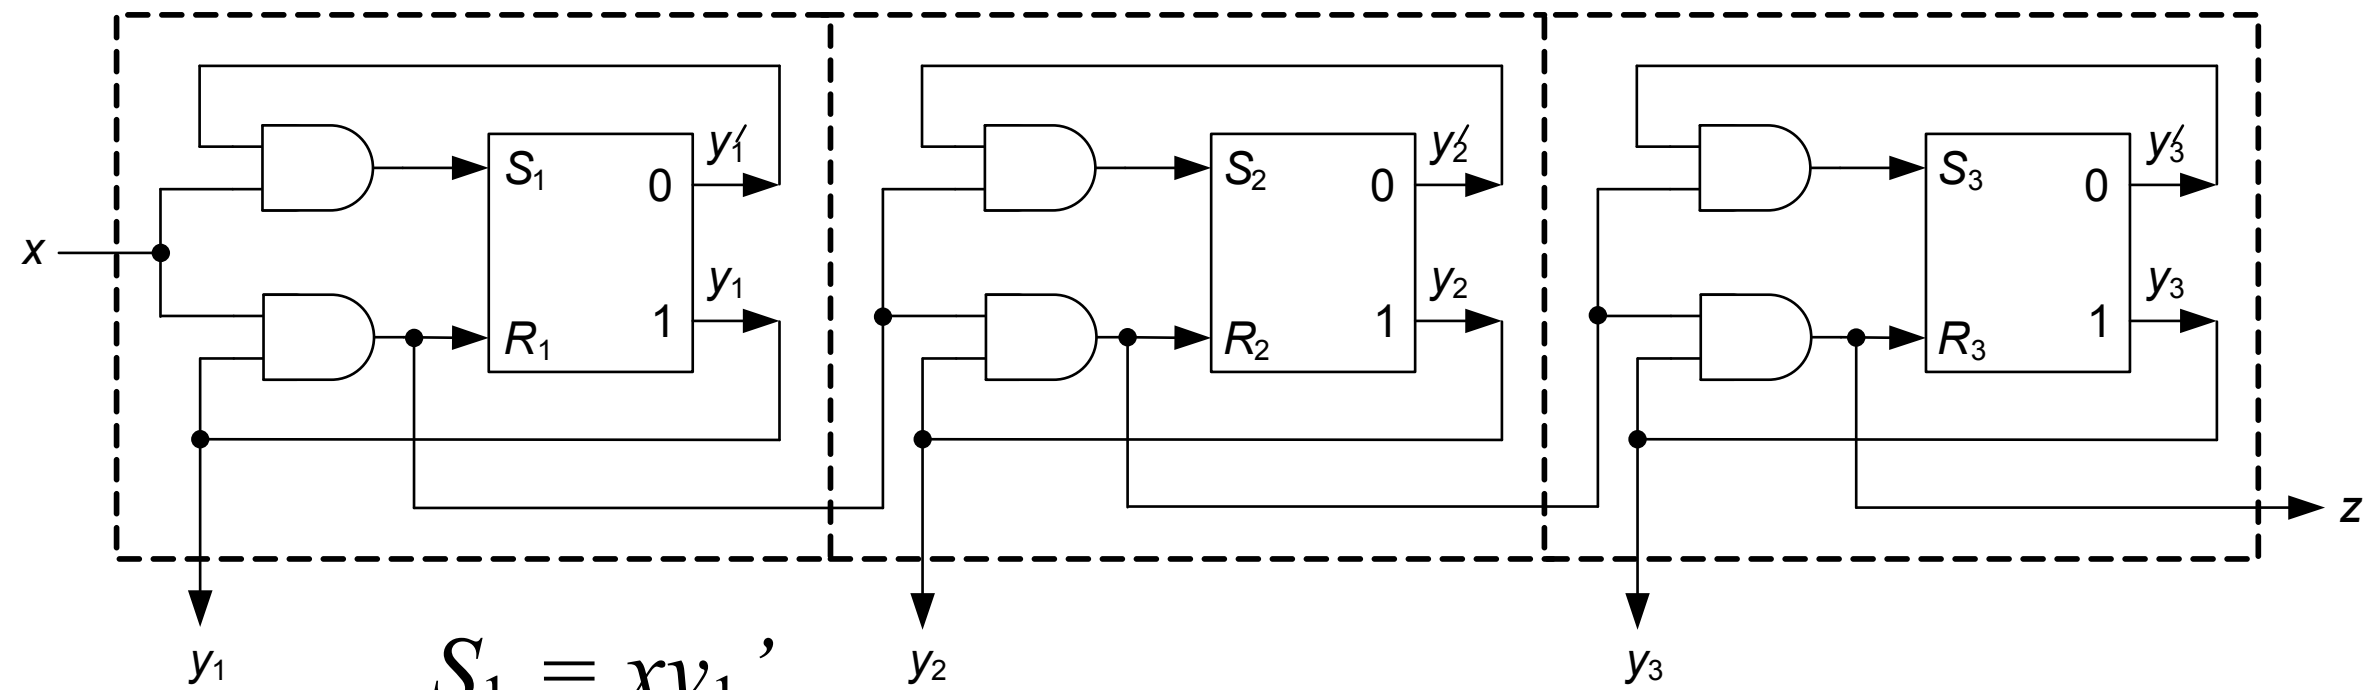 y₁′ y₂′ y₃′
S₁ 0 S₂ 0 S₃ 0
x
y₁ y₂ y₃
R₁ 1 R₂ 1 R₃ 1
z
y₁ y₂ y₃
S₁ = xy₁’